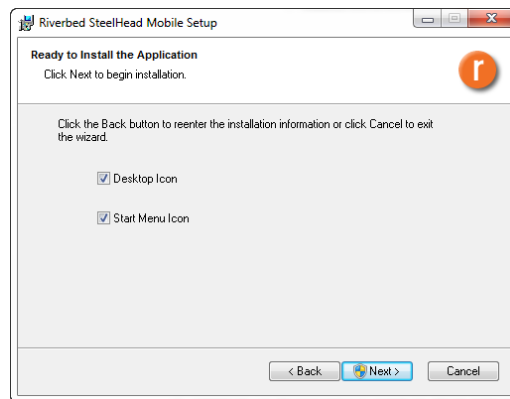 Riverbed SteelHead Mobile Setup
Ready to Install the Application
Click Next to begin installation.
r
Click the Back button to reenter the installation information or click Cancel to exit
the wizard.
Desktop Icon
Start Menu Icon
< Back
Next >
Cancel